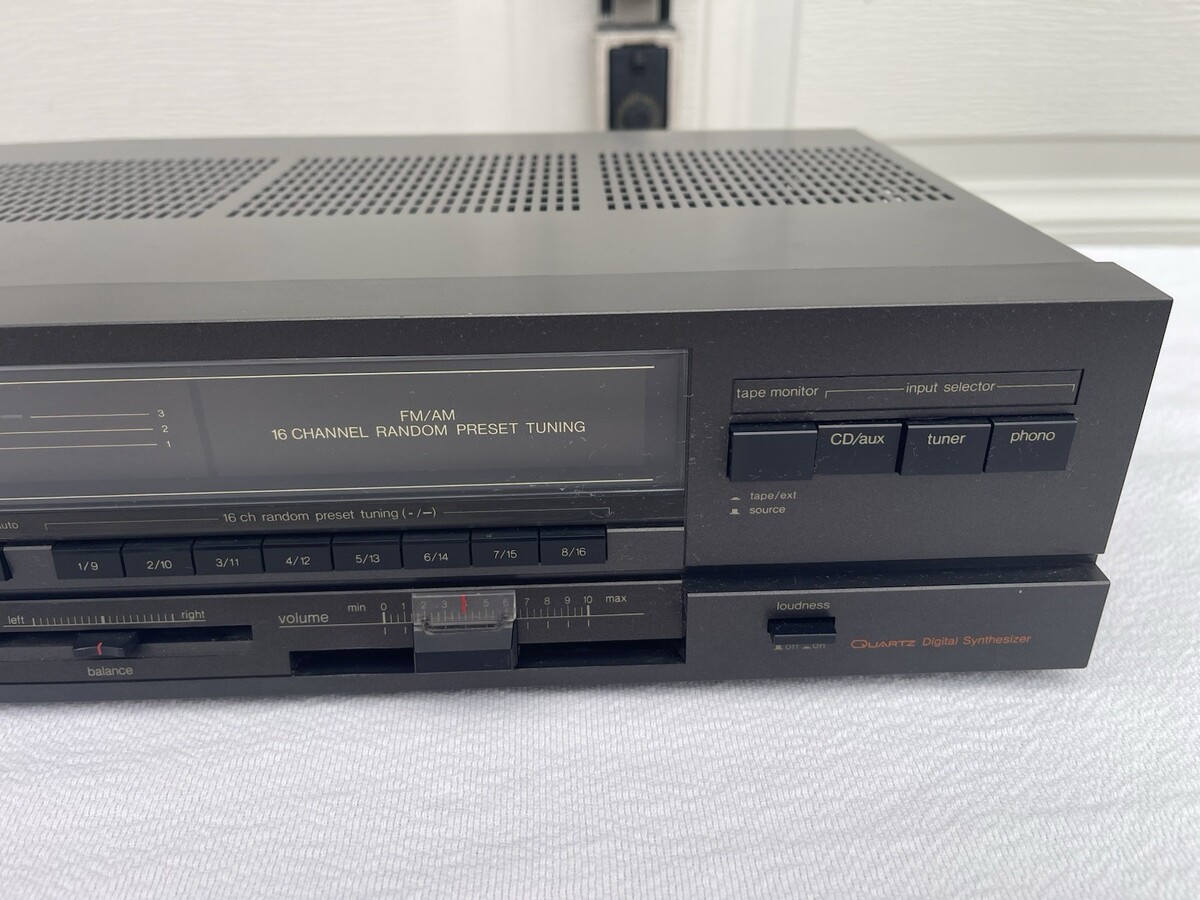 tape monitor input selector
CD/aux tuner phono
tape/ext
source
3
2
1
FM/AM
16 CHANNEL RANDOM PRESET TUNING
16 ch random preset tuning (-/—)
1/9 2/10 3/11 4/12 5/13 6/14 7/15 8/16
left right
balance
volume min 0 1 2 3 5 6 7 8 9 10 max
loudness
off on
QUARTZ Digital Synthesizer